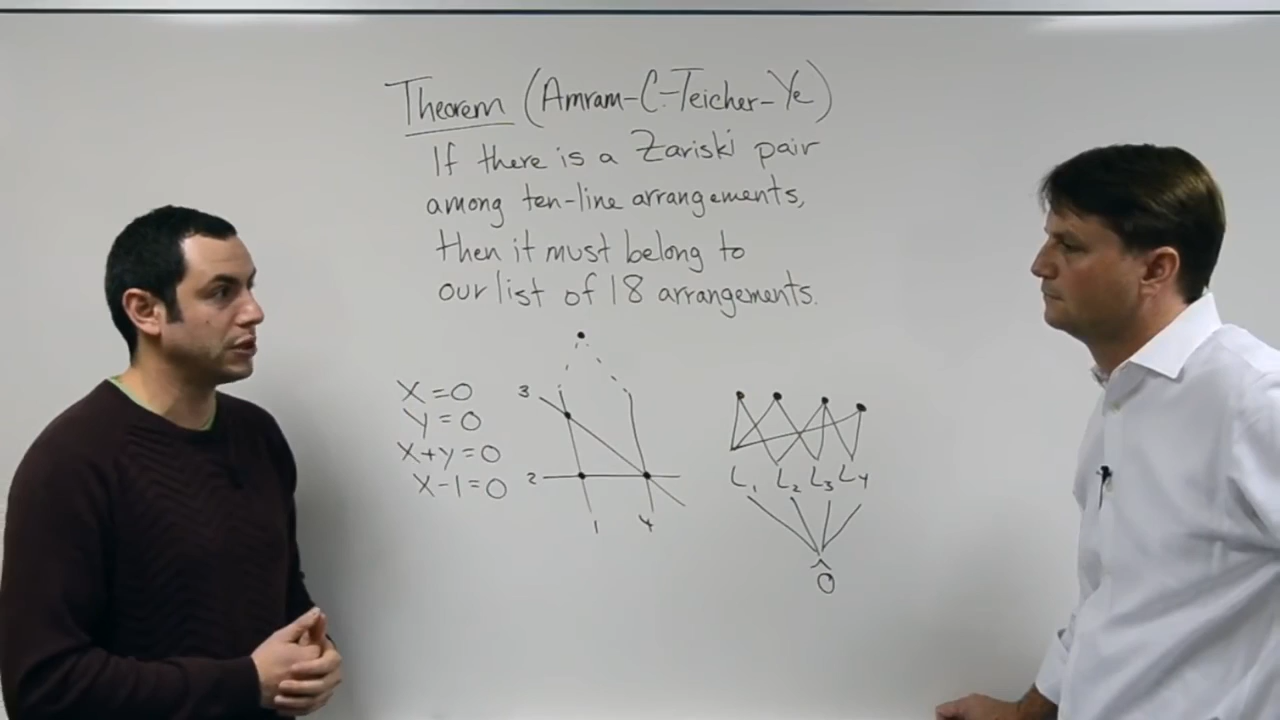 Theorem (Amram-C.-Teicher-Ye)
If there is a Zariski pair
among ten-line arrangements,
then it must belong to
our list of 18 arrangements.
X=0
y=0
X+y=0
X-1=0
3
2
1 4
L₁ L₂ L₃ L₄
0̂